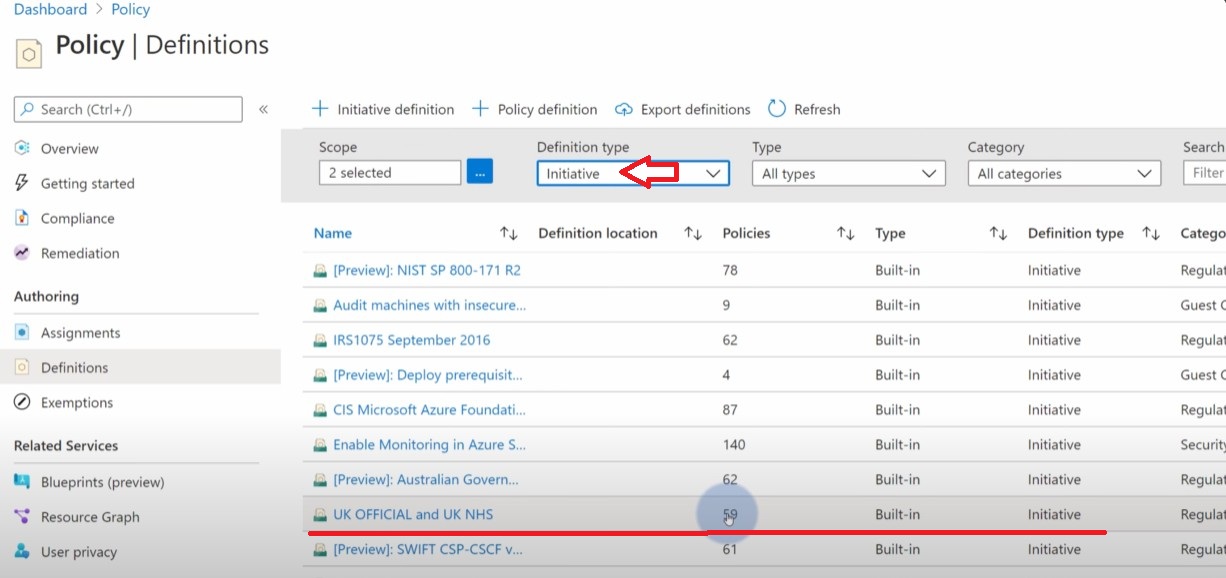 Dashboard > Policy
Policy | Definitions
Search (Ctrl+/) «
Overview
Getting started
Compliance
Remediation
Authoring
Assignments
Definitions
Exemptions
Related Services
Blueprints (preview)
Resource Graph
User privacy
Initiative definition Policy definition Export definitions Refresh
Scope Definition type Type Category Search
2 selected ... Initiative All types All categories Filter
Name Definition location Policies Type Definition type Catego
[Preview]: NIST SP 800-171 R2 78 Built-in Initiative Regulat
Audit machines with insecure... 9 Built-in Initiative Guest C
IRS1075 September 2016 62 Built-in Initiative Regulat
[Preview]: Deploy prerequisit... 4 Built-in Initiative Guest C
CIS Microsoft Azure Foundati... 87 Built-in Initiative Regulat
Enable Monitoring in Azure S... 140 Built-in Initiative Security
[Preview]: Australian Govern... 62 Built-in Initiative Regulat
UK OFFICIAL and UK NHS 59 Built-in Initiative Regulat
[Preview]: SWIFT CSP-CSCF v... 61 Built-in Initiative Regulat